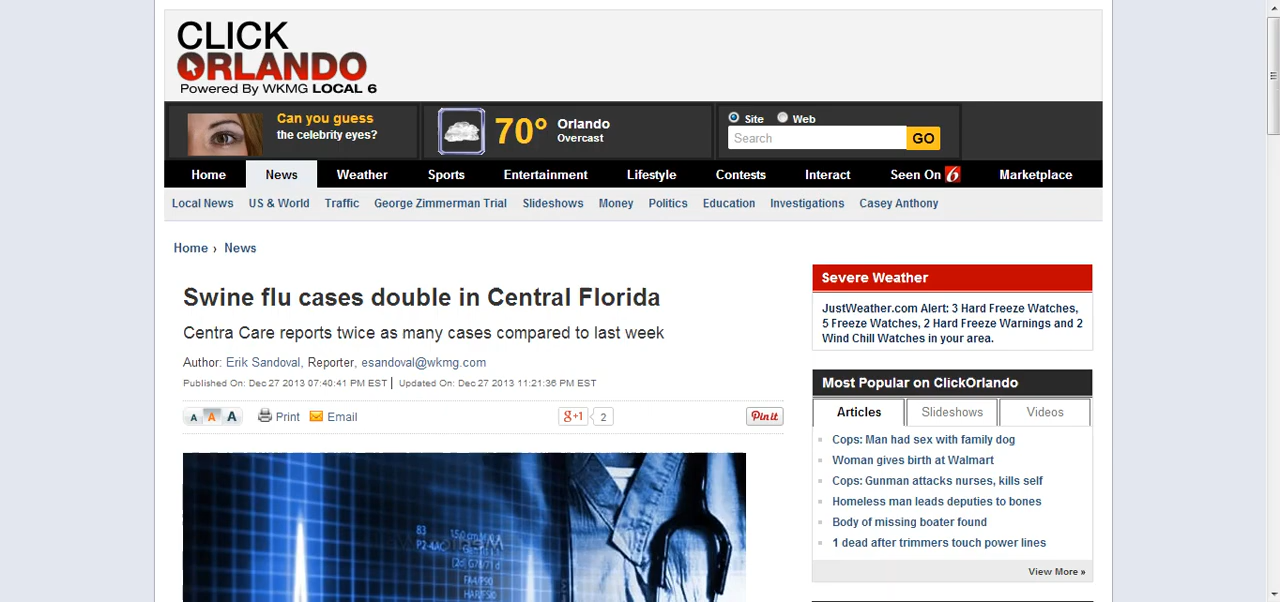 CLICK
ORLANDO
Powered By WKMG LOCAL 6
Can you guess
the celebrity eyes?
70°
Orlando
Overcast
Site Web
Search GO
Home News Weather Sports Entertainment Lifestyle Contests Interact Seen On 6 Marketplace
Local News US & World Traffic George Zimmerman Trial Slideshows Money Politics Education Investigations Casey Anthony
Home › News
Swine flu cases double in Central Florida
Centra Care reports twice as many cases compared to last week
Author: Erik Sandoval, Reporter, esandoval@wkmg.com
Published On: Dec 27 2013 07:40:41 PM EST | Updated On: Dec 27 2013 11:21:36 PM EST
A A A Print Email g+1 2 Pin it
Severe Weather
JustWeather.com Alert: 3 Hard Freeze Watches,
5 Freeze Watches, 2 Hard Freeze Warnings and 2
Wind Chill Watches in your area.
Most Popular on ClickOrlando
Articles Slideshows Videos
Cops: Man had sex with family dog
Woman gives birth at Walmart
Cops: Gunman attacks nurses, kills self
Homeless man leads deputies to bones
Body of missing boater found
1 dead after trimmers touch power lines
View More »
83